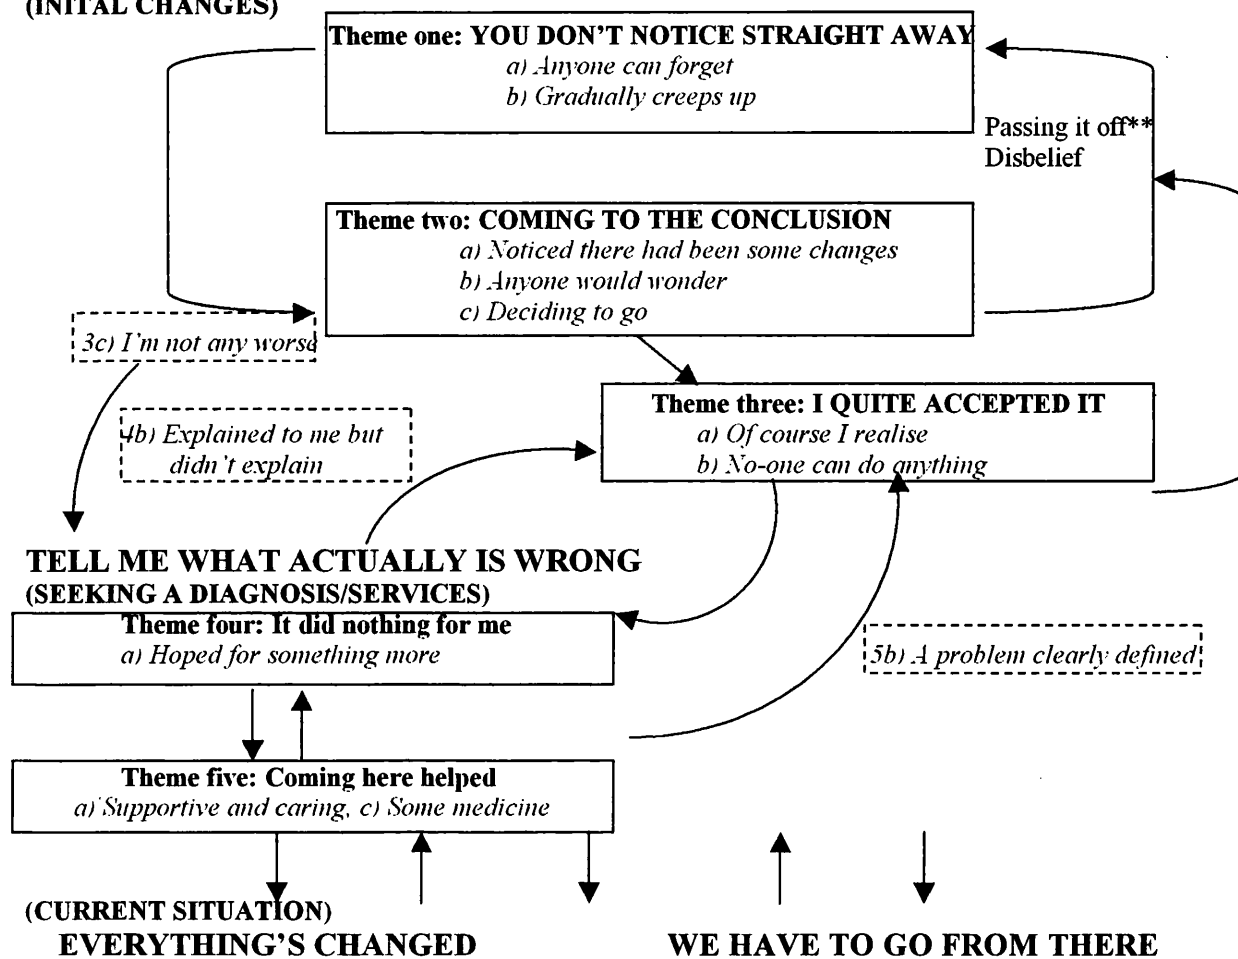 (INITAL CHANGES)
Theme one: YOU DON'T NOTICE STRAIGHT AWAY
a) Anyone can forget
b) Gradually creeps up
Passing it off**
Disbelief
Theme two: COMING TO THE CONCLUSION
a) Noticed there had been some changes
b) Anyone would wonder
c) Deciding to go
3c) I'm not any worse
Theme three: I QUITE ACCEPTED IT
a) Of course I realise
b) No-one can do anything
4b) Explained to me but
didn't explain
TELL ME WHAT ACTUALLY IS WRONG
(SEEKING A DIAGNOSIS/SERVICES)
Theme four: It did nothing for me
a) Hoped for something more
5b) A problem clearly defined
Theme five: Coming here helped
a) Supportive and caring, c) Some medicine
(CURRENT SITUATION)
EVERYTHING'S CHANGED
WE HAVE TO GO FROM THERE